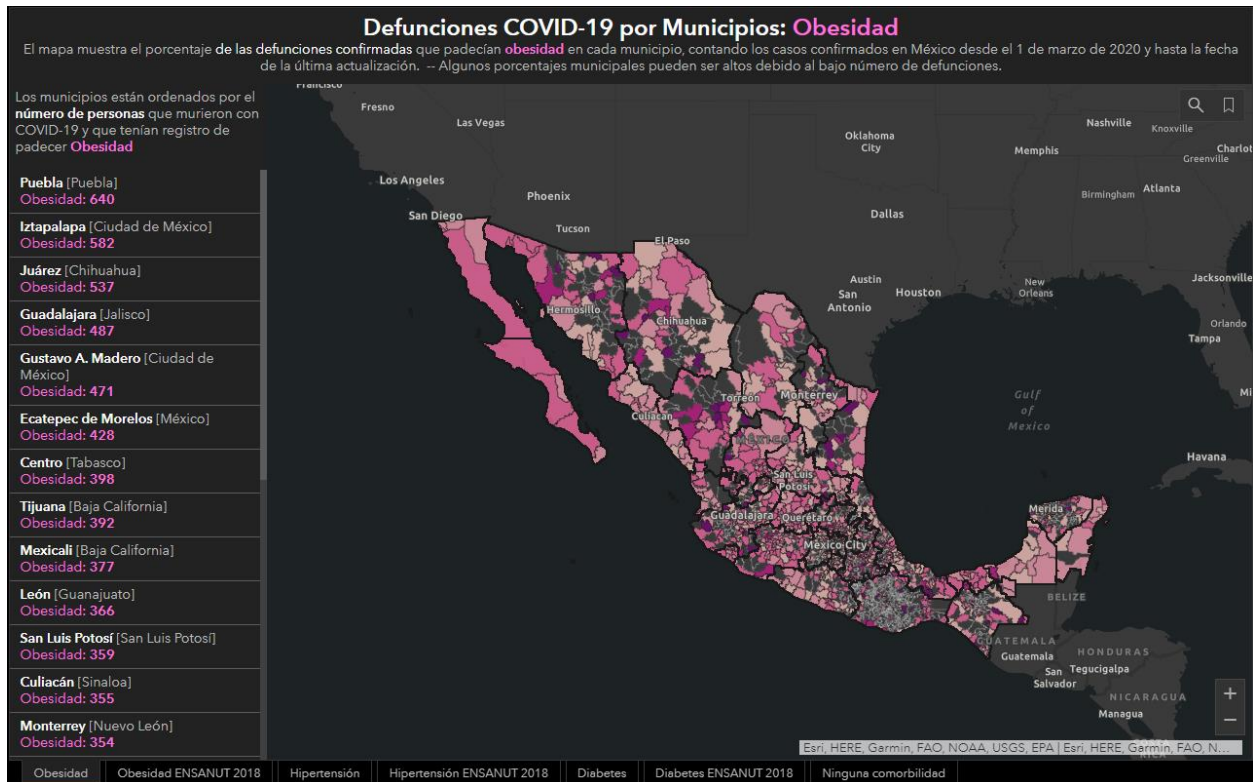 Defunciones COVID-19 por Municipios: Obesidad
El mapa muestra el porcentaje de las defunciones confirmadas que padecían obesidad en cada municipio, contando los casos confirmados en México desde el 1 de marzo de 2020 y hasta la fecha
de la última actualización. -- Algunos porcentajes municipales pueden ser altos debido al bajo número de defunciones.
Los municipios están ordenados por el
número de personas que murieron con
COVID-19 y que tenían registro de
padecer Obesidad
Puebla [Puebla]
Obesidad: 640
Iztapalapa [Ciudad de México]
Obesidad: 582
Juárez [Chihuahua]
Obesidad: 537
Guadalajara [Jalisco]
Obesidad: 487
Gustavo A. Madero [Ciudad de
México]
Obesidad: 471
Ecatepec de Morelos [México]
Obesidad: 428
Centro [Tabasco]
Obesidad: 398
Tijuana [Baja California]
Obesidad: 392
Mexicali [Baja California]
Obesidad: 377
León [Guanajuato]
Obesidad: 366
San Luis Potosí [San Luis Potosí]
Obesidad: 359
Culiacán [Sinaloa]
Obesidad: 355
Monterrey [Nuevo León]
Obesidad: 354
Francisco
Fresno
Las Vegas
Oklahoma
City
Nashville
Knoxville
Memphis
Charlot
Greenville
Los Angeles
Phoenix
Birmingham
Atlanta
San Diego
Tucson
Dallas
El Paso
Austin
San
Antonio
Houston
New
Orleans
Jacksonville
Hermosillo
Chihuahua
Orlando
Tampa
Torreón
Monterrey
Culiacán
Gulf
of
Mexico
Mi
MÉXICO
Havana
San Luis
Potosí
Guadalajara
Querétaro
Merida
Mexico City
BELIZE
GUATEMALA
Guatemala
HONDURAS
San
Salvador
Tegucigalpa
NICARAGUA
Managua
+
−
Esri, HERE, Garmin, FAO, NOAA, USGS, EPA | Esri, HERE, Garmin, FAO, N...
Obesidad
Obesidad ENSANUT 2018
Hipertensión
Hipertensión ENSANUT 2018
Diabetes
Diabetes ENSANUT 2018
Ninguna comorbilidad